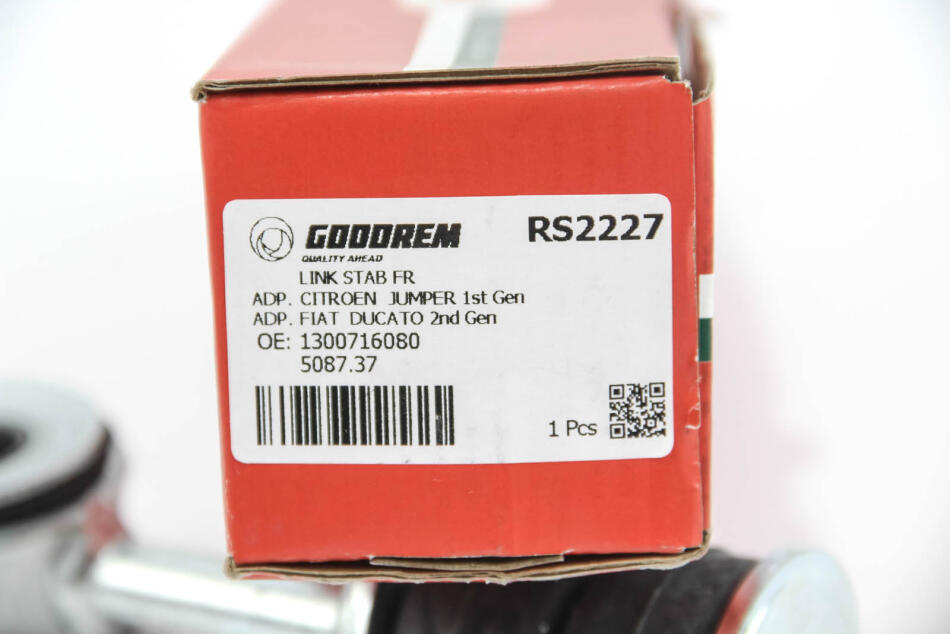 GOODREM
RS2227
QUALITY AHEAD
LINK STAB FR
ADP. CITROEN JUMPER 1st Gen
ADP. FIAT DUCATO 2nd Gen
OE: 1300716080
5087.37
1 Pcs